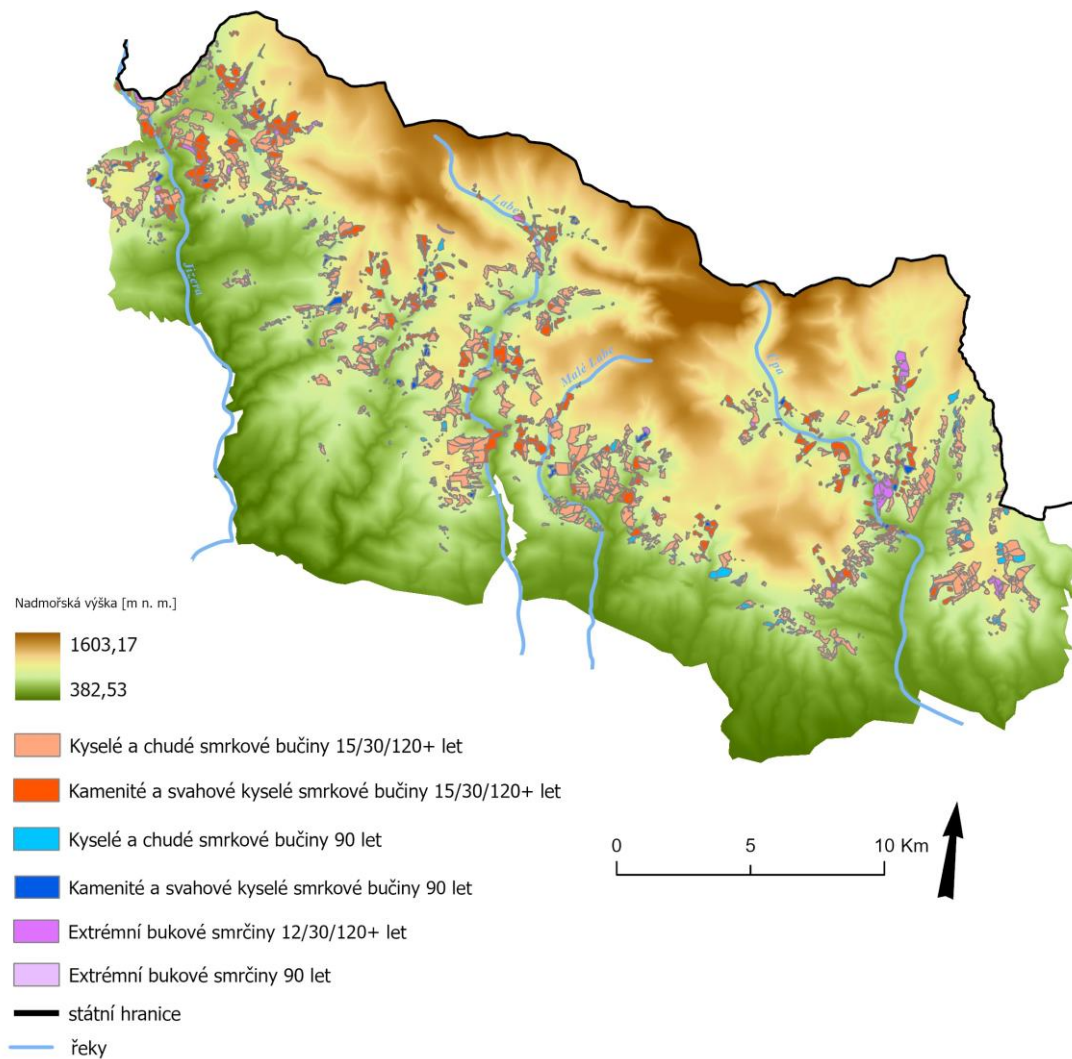 Jizera
Labe
Malé Labe
Úpa
Nadmořská výška [m n. m.]
1603,17
382,53
Kyselé a chudé smrkové bučiny 15/30/120+ let
Kamenité a svahové kyselé smrkové bučiny 15/30/120+ let
Kyselé a chudé smrkové bučiny 90 let
Kamenité a svahové kyselé smrkové bučiny 90 let
Extrémní bukové smrčiny 12/30/120+ let
Extrémní bukové smrčiny 90 let
státní hranice
řeky
0 5 10 Km